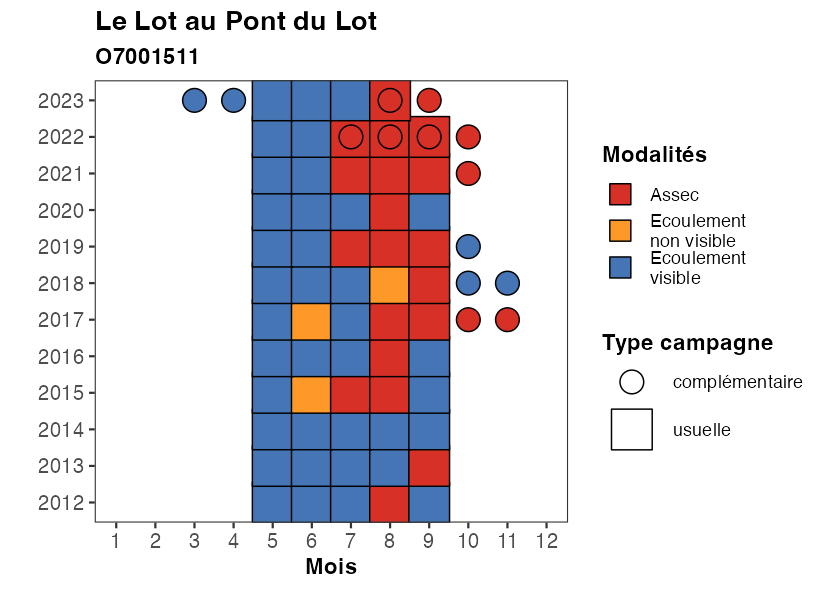 Le Lot au Pont du Lot
O7001511
2023
2022
2021
2020
2019
2018
2017
2016
2015
2014
2013
2012
1 2 3 4 5 6 7 8 9 10 11 12
Mois
Modalités
Assec
Ecoulement
non visible
Ecoulement
visible
Type campagne
complémentaire
usuelle